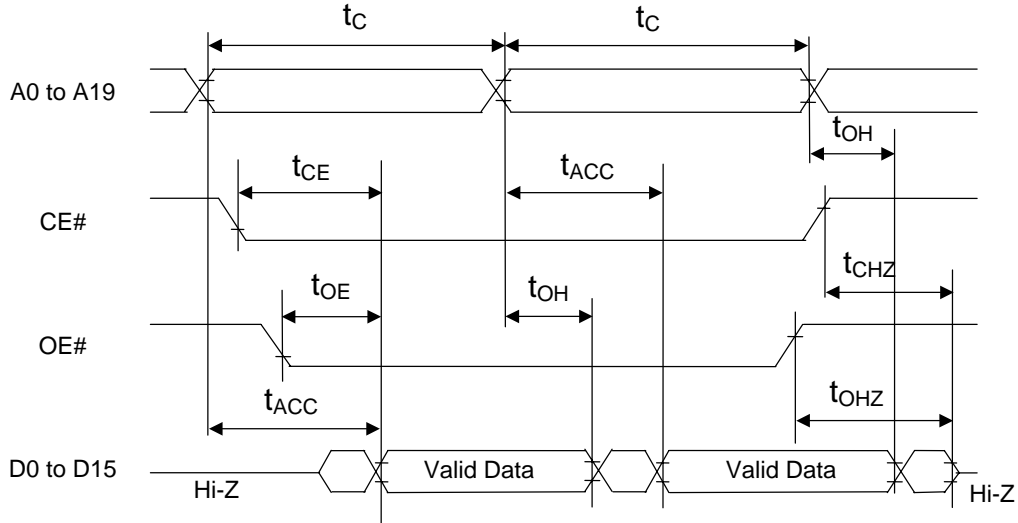 tC tC
A0 to A19
tOH
tCE tACC
CE#
tCHZ
tOE tOH
OE#
tACC tOHZ
D0 to D15 Valid Data Valid Data
Hi-Z Hi-Z